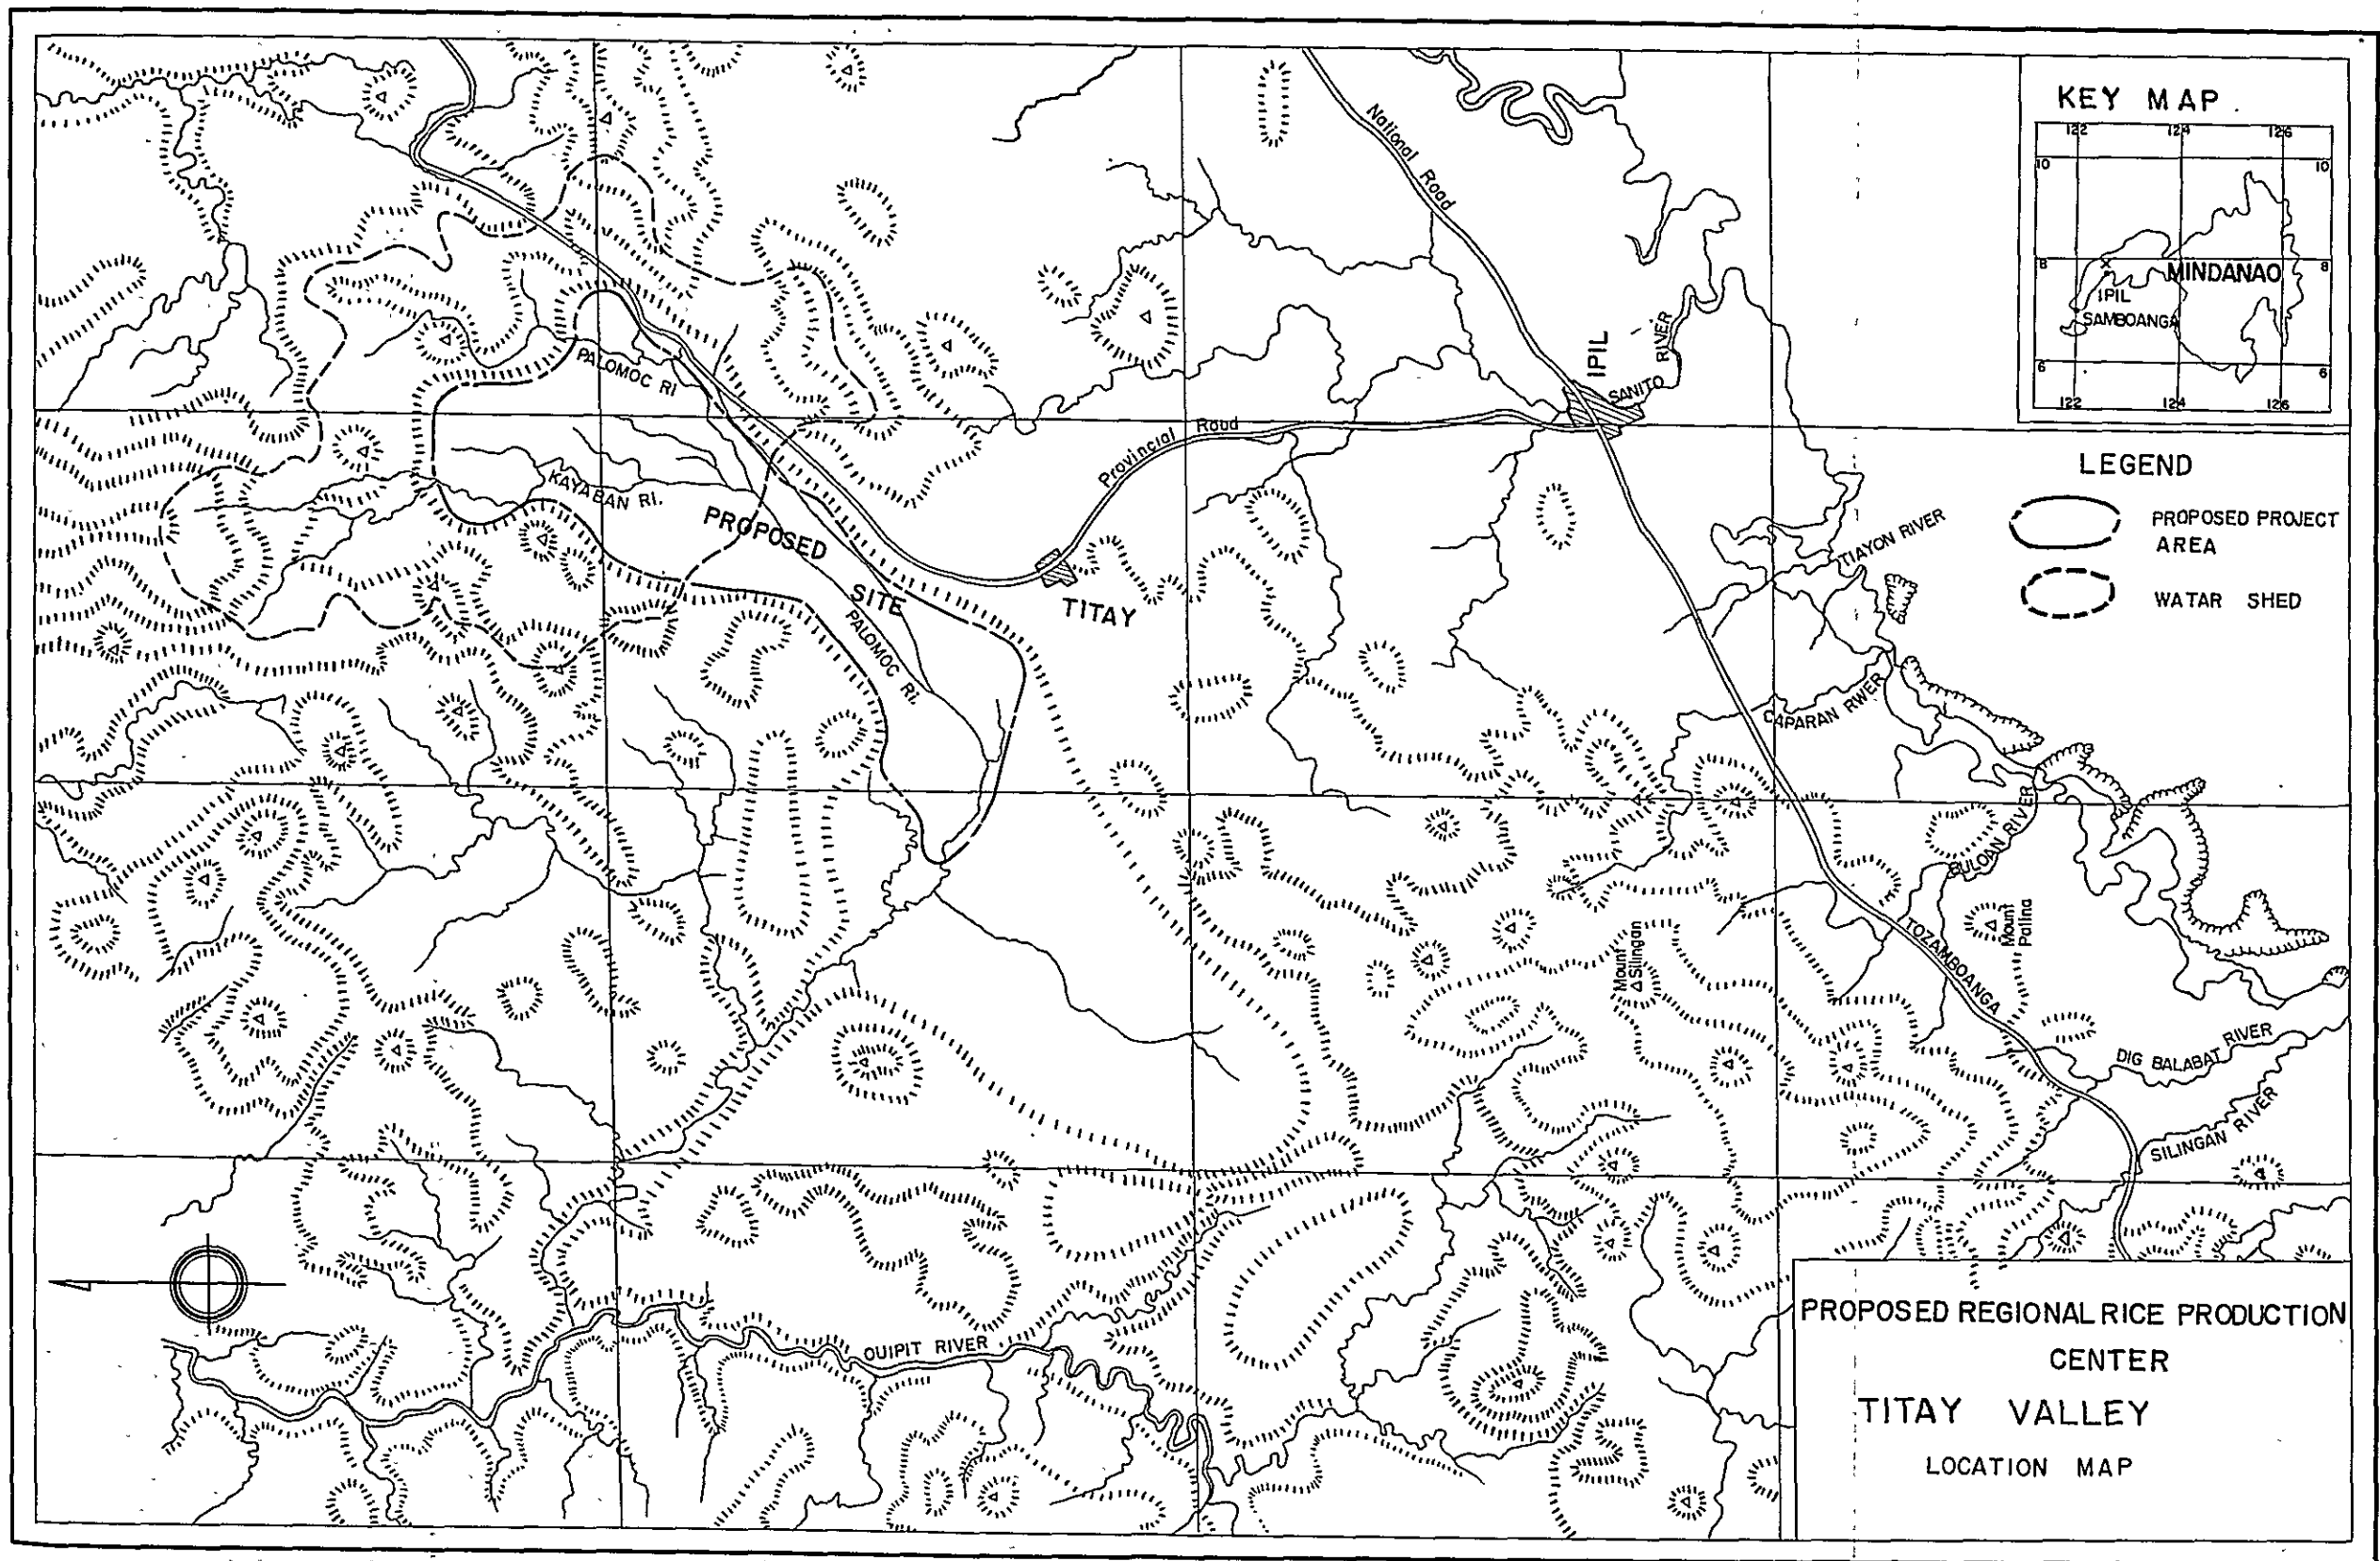 KEY MAP
122 124 126
10 10
8 8
MINDANAO
IPIL
SAMBOANGA
6 6
122 124 126
LEGEND
PROPOSED PROJECT
AREA
WATAR SHED
National Road
IPIL
SANITO RIVER
Provincial Road
PALOMOC RI
KAYABAN RI.
PROPOSED
SITE
PALOMOC RI.
TITAY
TIAYON RIVER
CAPARAN RWER
BULOAN RIVER
Mount
Palina
Mount
Silingan
TOZAMBOANGA
DIG BALABAT RIVER
SILINGAN RIVER
QUIPIT RIVER
PROPOSED REGIONAL RICE PRODUCTION
CENTER
TITAY VALLEY
LOCATION MAP